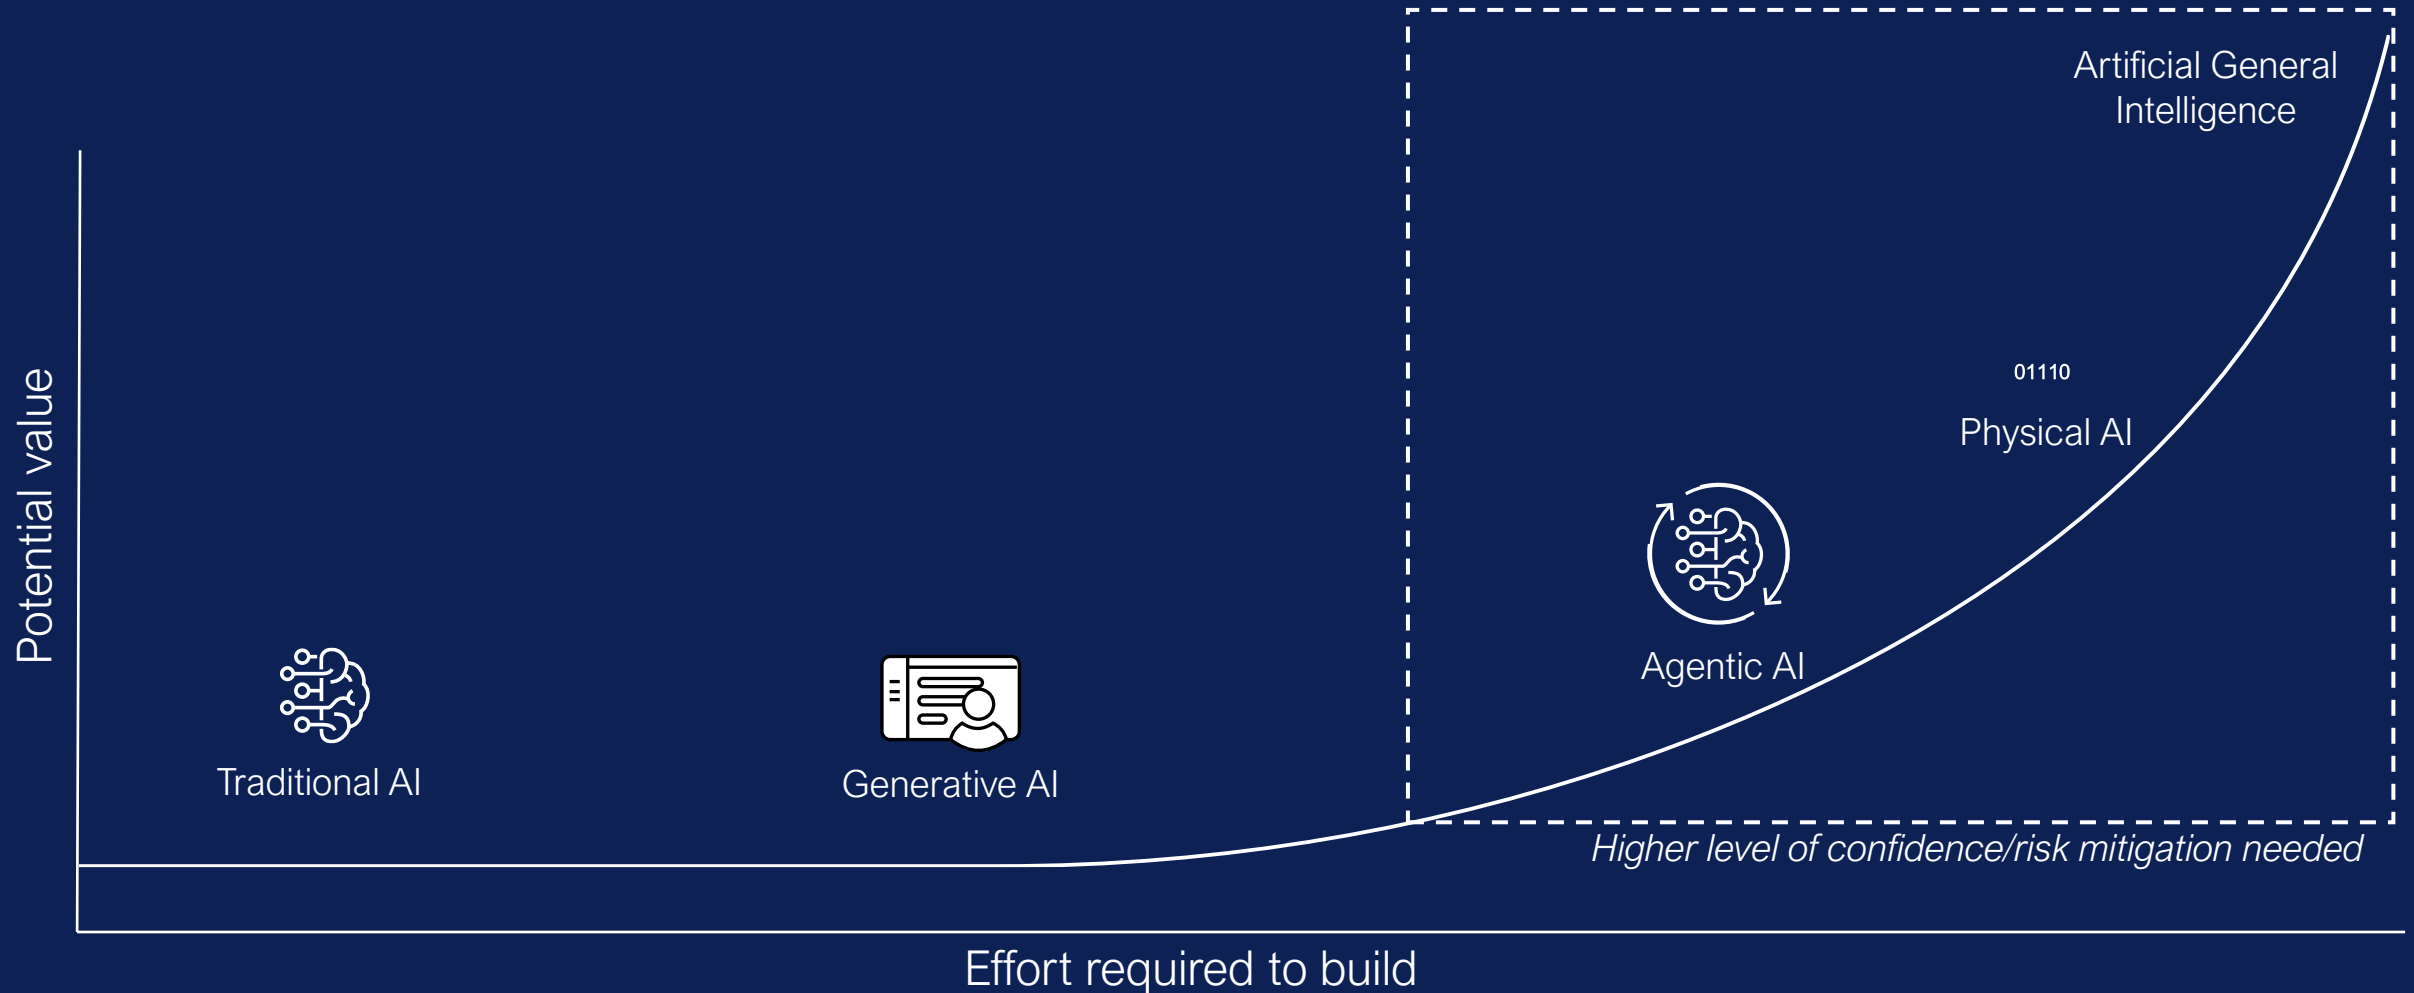 Artificial General
Intelligence
01110
Physical AI
Potential value
Agentic AI
Traditional AI
Generative AI
Higher level of confidence/risk mitigation needed
Effort required to build